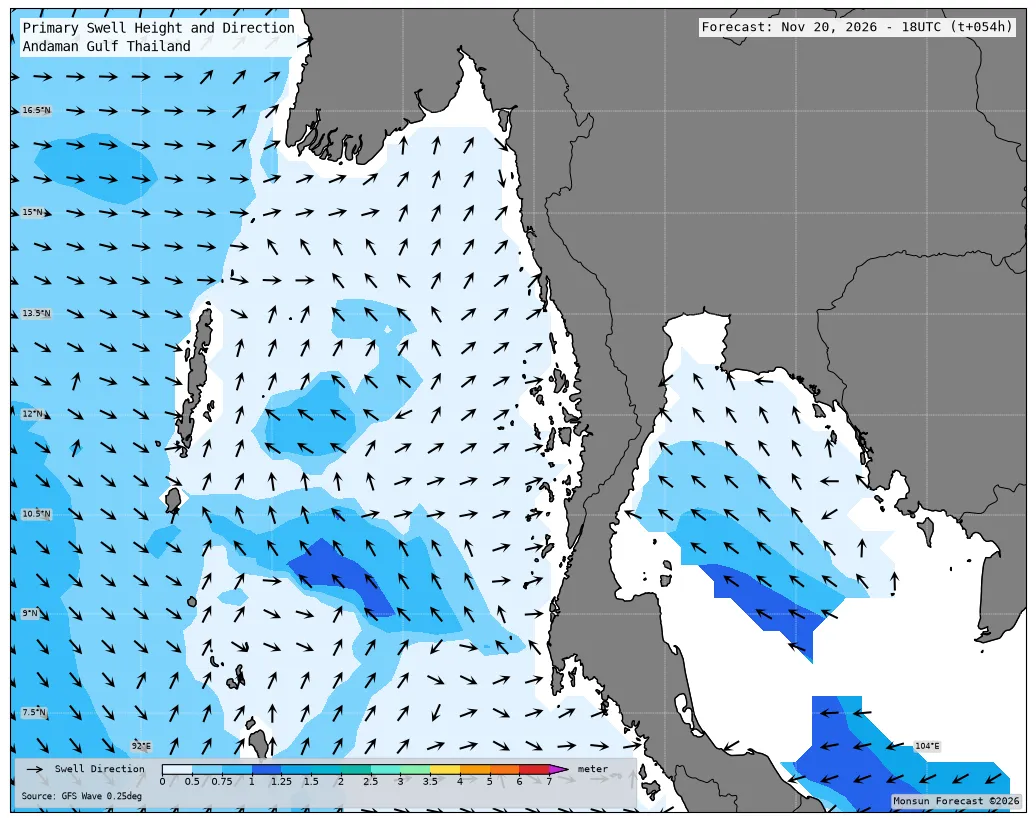 Primary Swell Height and Direction
Andaman Gulf Thailand
Forecast: Nov 20, 2026 - 18UTC (t+054h)
16.5°N
15°N
13.5°N
12°N
10.5°N
9°N
7.5°N
92°E
104°E
Swell Direction
meter
0 0.5 0.75 1 1.25 1.5 2 2.5 3 3.5 4 5 6 7
Source: GFS Wave 0.25deg
Monsun Forecast ©2026